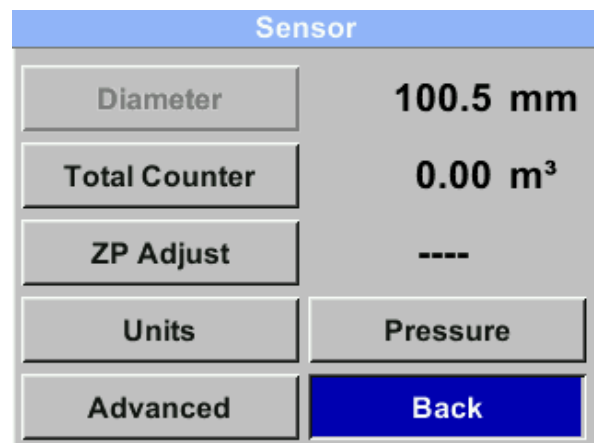 Sensor
Diameter 100.5 mm
Total Counter 0.00 m³
ZP Adjust ----
Units Pressure
Advanced Back